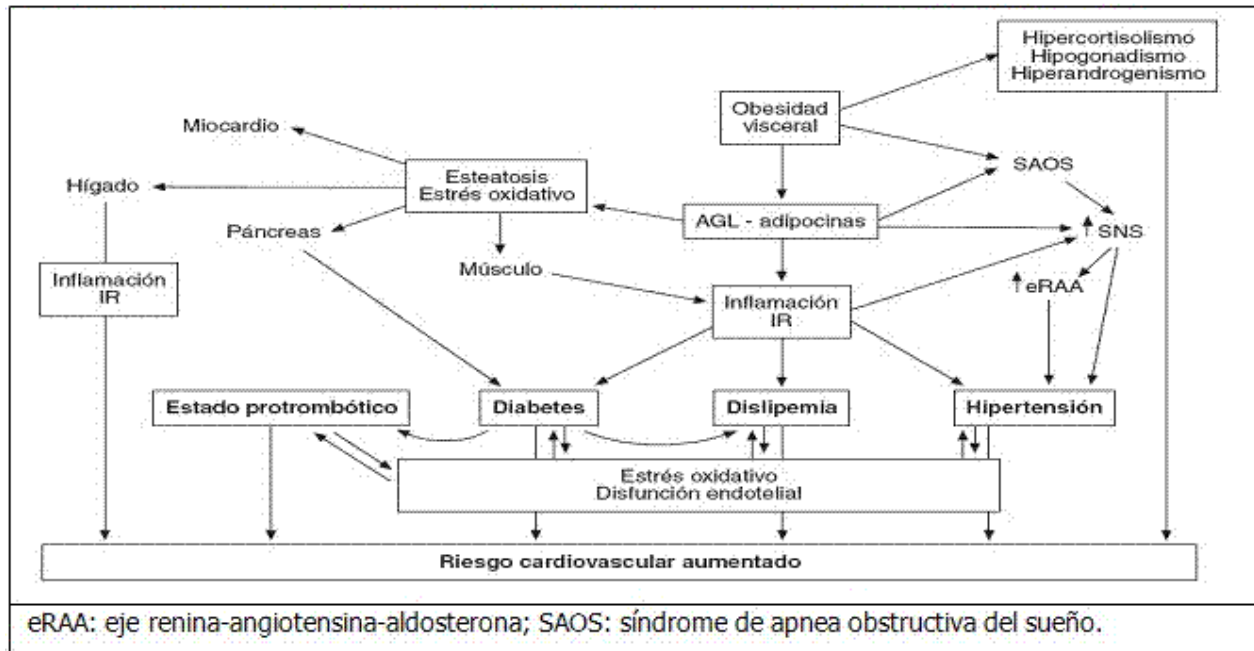 Hipercortisolismo
Hipogonadismo
Hiperandrogenismo
Obesidad
visceral
Miocardio
SAOS
Esteatosis
Estrés oxidativo
Hígado
AGL - adipocinas
Páncreas
↑ SNS
Músculo
↑ eRAA
Inflamación
IR
Inflamación
IR
Estado protrombótico
Diabetes
Dislipemia
Hipertensión
Estrés oxidativo
Disfunción endotelial
Riesgo cardiovascular aumentado
eRAA: eje renina-angiotensina-aldosterona; SAOS: síndrome de apnea obstructiva del sueño.